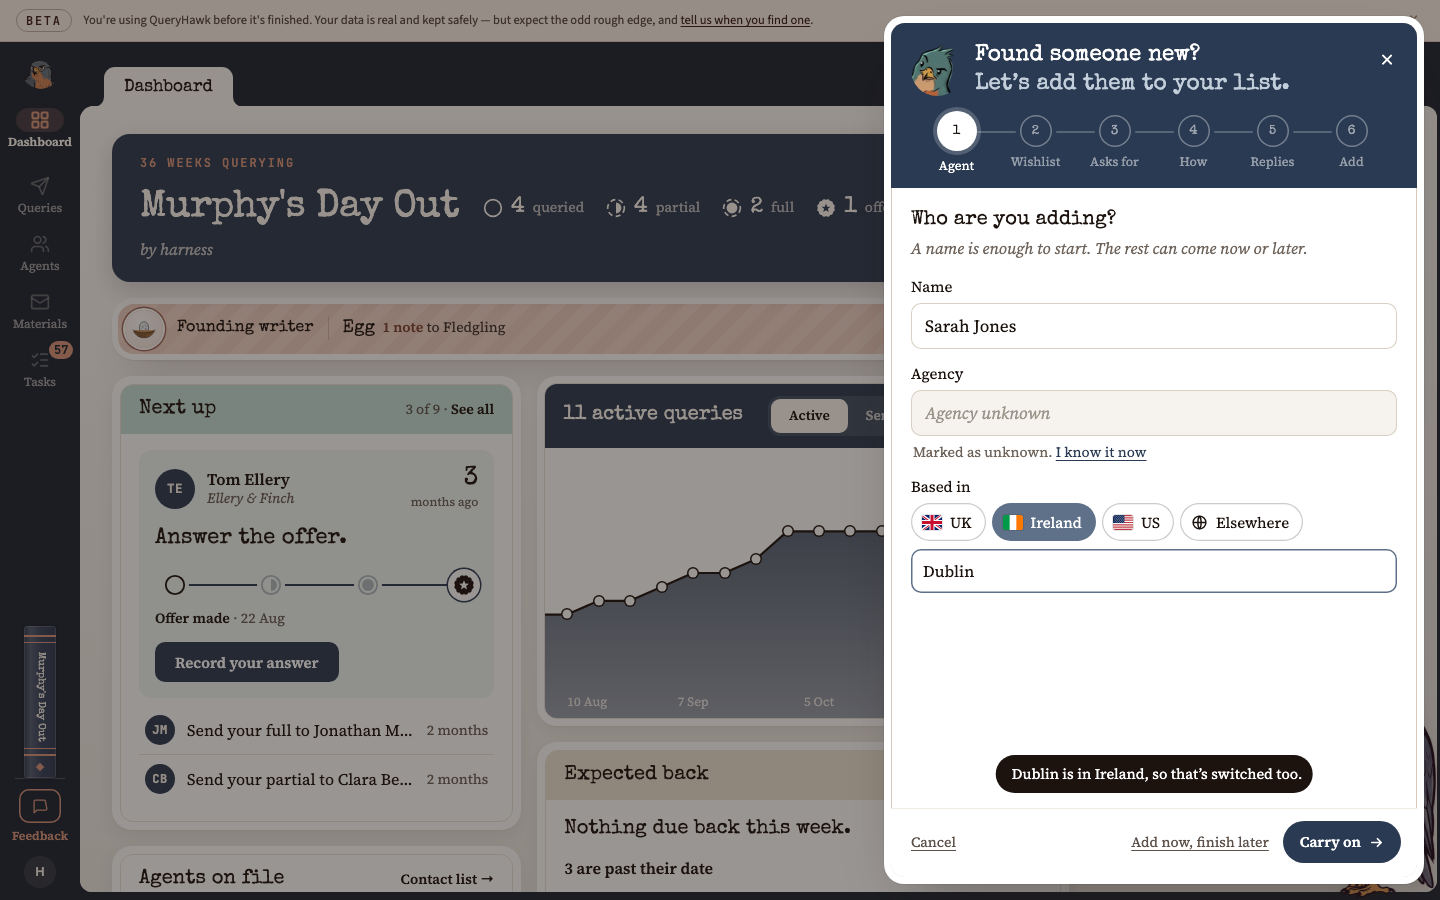 BETA
You're using QueryHawk before it's finished. Your data is real and kept safely — but expect the odd rough edge, and tell us when you find one.
Dashboard
Dashboard
Queries
Agents
Materials
57
Tasks
Murphy's Day Out
Feedback
H
36 WEEKS QUERYING
Murphy's Day Out
4 queried
4 partial
2 full
1 off
by harness
Founding writer
Egg 1 note to Fledgling
Next up
3 of 9 · See all
TE
Tom Ellery
Ellery & Finch
3
months ago
Answer the offer.
Offer made · 22 Aug
Record your answer
JM Send your full to Jonathan M... 2 months
CB Send your partial to Clara Be... 2 months
Agents on file
Contact list →
11 active queries
Active
Sen
10 Aug
7 Sep
5 Oct
Expected back
Nothing due back this week.
3 are past their date
Found someone new?
Let's add them to your list.
1 2 3 4 5 6
Agent Wishlist Asks for How Replies Add
Who are you adding?
A name is enough to start. The rest can come now or later.
Name
Sarah Jones
Agency
Agency unknown
Marked as unknown. I know it now
Based in
UK
Ireland
US
Elsewhere
Dublin
Dublin is in Ireland, so that's switched too.
Cancel
Add now, finish later
Carry on →